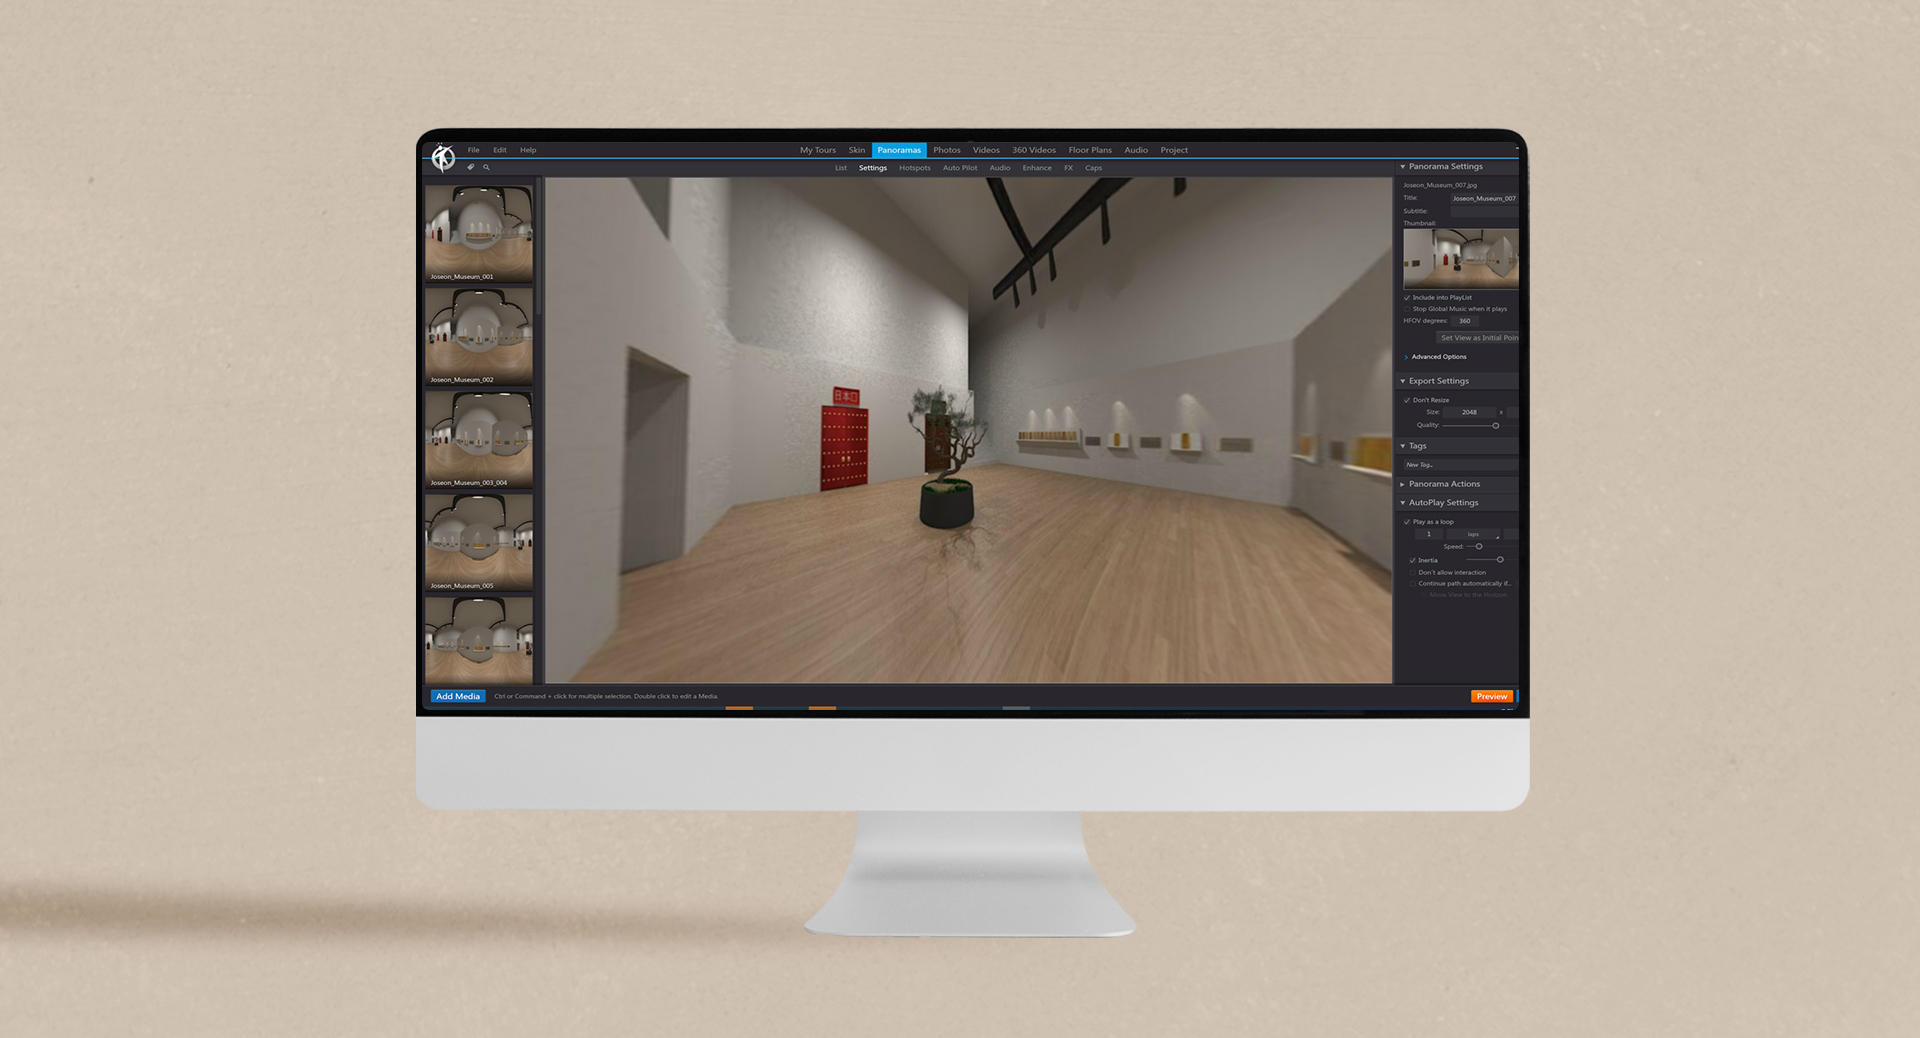 File Edit Help
My Tours Skin Panoramas Photos Videos 360 Videos Floor Plans Audio Project
List Settings Hotspots Auto Pilot Audio Enhance FX Caps
Joseon_Museum_001
Joseon_Museum_002
Joseon_Museum_003_004
Joseon_Museum_005
日本口
Panorama Settings
Joseon_Museum_007.jpg
Title: Joseon_Museum_007
Subtitle:
Thumbnail:
Include into PlayList
Stop Global Music when it plays
HFOV degrees: 360
Set View as Initial Poin
Advanced Options
Export Settings
Don't Resize
Size: 2048 x
Quality:
Tags
New Tag..
Panorama Actions
AutoPlay Settings
Play as a loop
1 laps
Speed:
Inertia
Don't allow interaction
Continue path automatically if...
Move View to the Horizon
Add Media
Ctrl or Command + click for multiple selection. Double click to edit a Media.
Preview